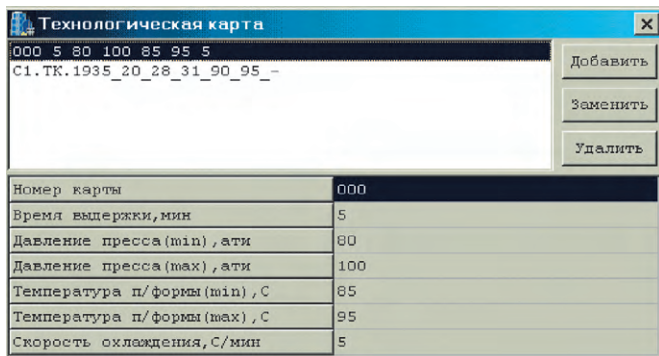 Технологическая карта
000 5 80 100 85 95 5
С1.ТК.1935_20_28_31_90_95_-
Добавить
Заменить
Удалить
Номер карты 000
Время выдержки,мин 5
Давление пресса(min),ати 80
Давление пресса(max),ати 100
Температура п/формы(min),С 85
Температура п/формы(max),С 95
Скорость охлаждения,С/мин 5